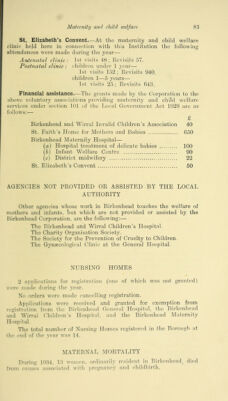 Maternity and child welfare 83
St. Elizabeth's Convent.—At the maternity and child welfare
clinic held here in connection with this Institution the following
attendances were made during the year—
Antenatal clinic: 1st visits 48; Revisits 57.
Postnatal clinic: children under 1 year—
1st visits 132; Revisits 940.
children 1—5 years—
1st visits 25; Revisits 643.
Financial assistance.—The grants made by the Corporation to the
above voluntary associations providing maternity and child welfare
services under section 101 of the Local Government Act 1929 are as
follows—
£
Birkenhead and Wirral Invalid Children's Association 40
St. Faith's Home for Mothers and Babies 650
Birkenhead Maternity Hospital—
(a) Hospital treatment of delicate babies 100
(b) Infant Welfare Centre 90
(c) District midwifery 22
St. Elizabeth's Convent 50
AGENCIES NOT PROVIDED OR ASSISTED BY THE LOCAL
AUTHORITY
Other agencies whose work in Birkenhead touches the welfare of
mothers and infants, but which are not provided or assisted by the
Birkenhead Corporation, are the following:—
The Birkenhead and Wirral Children's Hospital.
The Charity Organisation Society.
The Society for the Prevention of Cruelty to Children.
The Gynæcological Clinic at the General Hospital.
NURSING HOMES
2 applications for registration (one of which was not granted)
were made during the year.
No orders were made cancelling registration.
Applications were received and granted for exemption from
registration from the Birkenhead General Hospital, the Birkenhead
and Wirral Children's Hospital, and the Birkenhead Maternity
Hospital.
The total number of Nursing Homes registered in the Borough at
the end of the year was 14.
MATERNAL MORTALITY
During 1934, 13 women, ordinarily resident in Birkenhead, died
from causes associated with pregnancy and childbirth.